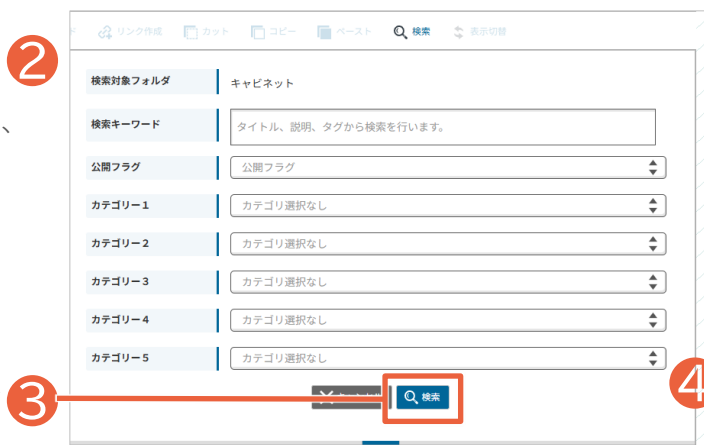 ド リンク作成 カット コピー ペースト 検索 表示切替
2
検索対象フォルダ キャビネット
、
検索キーワード タイトル、説明、タグから検索を行います。
公開フラグ 公開フラグ
カテゴリー1 カテゴリ選択なし
カテゴリー2 カテゴリ選択なし
カテゴリー3 カテゴリ選択なし
カテゴリー4 カテゴリ選択なし
カテゴリー5 カテゴリ選択なし
4
3 検索